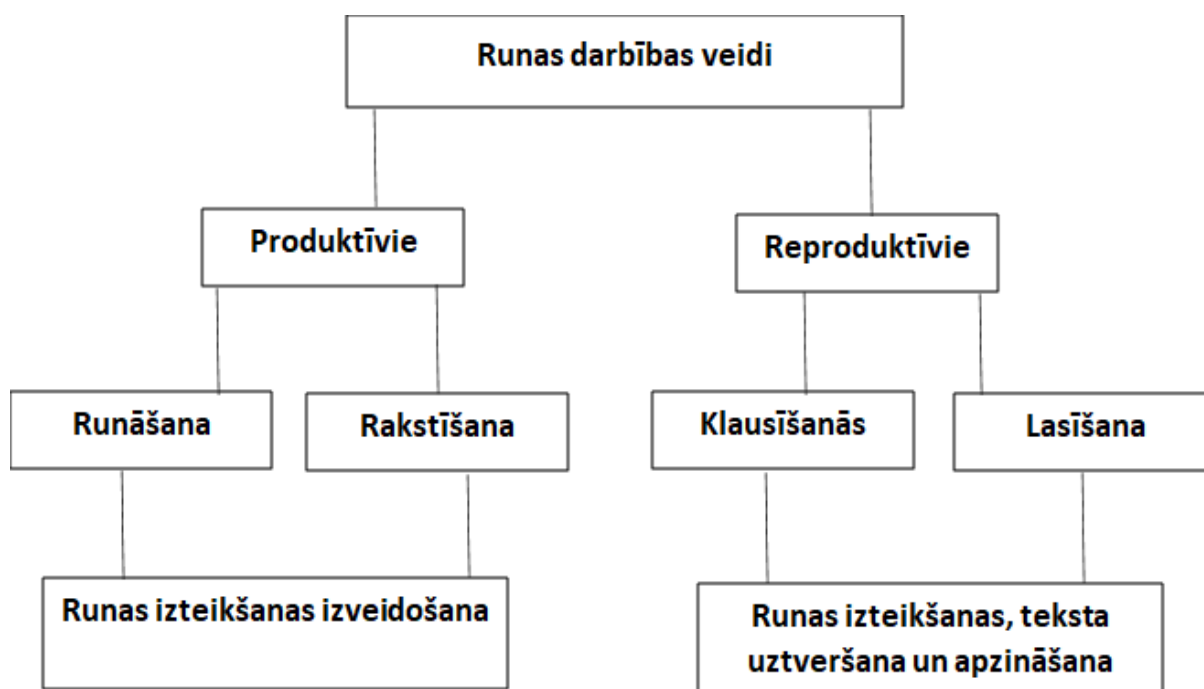 Runas darbības veidi
Produktīvie
Reproduktīvie
Runāšana
Rakstīšana
Klausīšanās
Lasīšana
Runas izteikšanas izveidošana
Runas izteikšanas, teksta
uztveršana un apzināšana